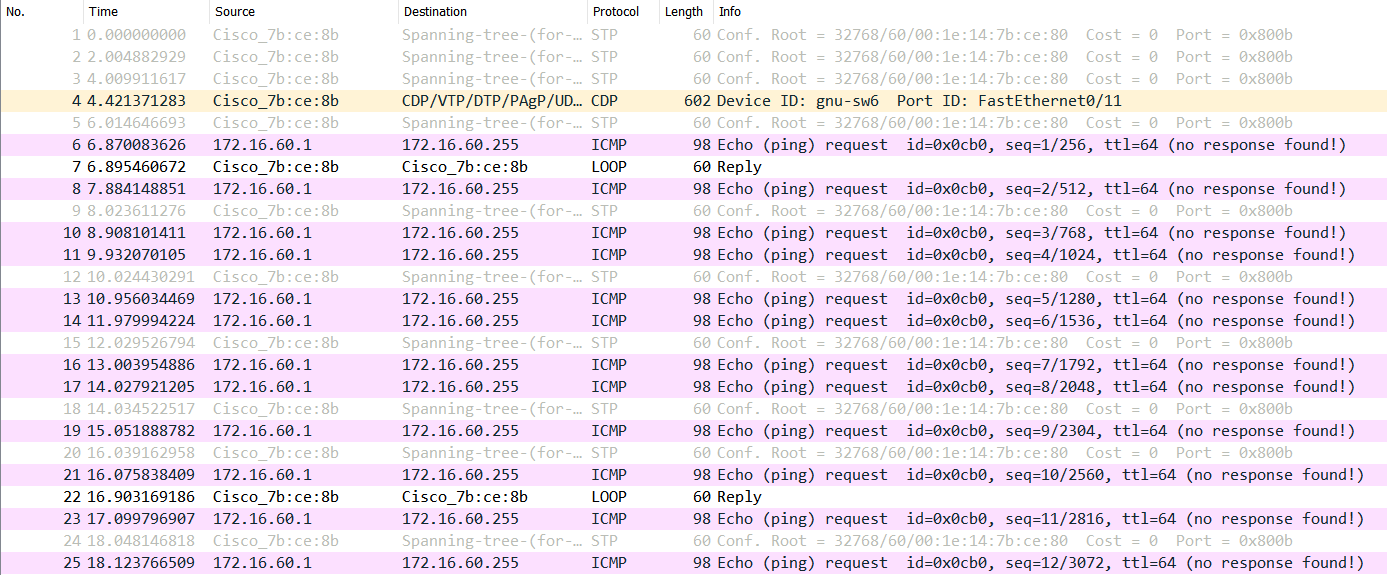 No. Time Source Destination Protocol Length Info
1 0.000000000 Cisco_7b:ce:8b Spanning-tree-(for-… STP 60 Conf. Root = 32768/60/00:1e:14:7b:ce:80 Cost = 0 Port = 0x800b
2 2.004882929 Cisco_7b:ce:8b Spanning-tree-(for-… STP 60 Conf. Root = 32768/60/00:1e:14:7b:ce:80 Cost = 0 Port = 0x800b
3 4.009911617 Cisco_7b:ce:8b Spanning-tree-(for-… STP 60 Conf. Root = 32768/60/00:1e:14:7b:ce:80 Cost = 0 Port = 0x800b
4 4.421371283 Cisco_7b:ce:8b CDP/VTP/DTP/PAgP/UD… CDP 602 Device ID: gnu-sw6 Port ID: FastEthernet0/11
5 6.014646693 Cisco_7b:ce:8b Spanning-tree-(for-… STP 60 Conf. Root = 32768/60/00:1e:14:7b:ce:80 Cost = 0 Port = 0x800b
6 6.870083626 172.16.60.1 172.16.60.255 ICMP 98 Echo (ping) request id=0x0cb0, seq=1/256, ttl=64 (no response found!)
7 6.895460672 Cisco_7b:ce:8b Cisco_7b:ce:8b LOOP 60 Reply
8 7.884148851 172.16.60.1 172.16.60.255 ICMP 98 Echo (ping) request id=0x0cb0, seq=2/512, ttl=64 (no response found!)
9 8.023611276 Cisco_7b:ce:8b Spanning-tree-(for-… STP 60 Conf. Root = 32768/60/00:1e:14:7b:ce:80 Cost = 0 Port = 0x800b
10 8.908101411 172.16.60.1 172.16.60.255 ICMP 98 Echo (ping) request id=0x0cb0, seq=3/768, ttl=64 (no response found!)
11 9.932070105 172.16.60.1 172.16.60.255 ICMP 98 Echo (ping) request id=0x0cb0, seq=4/1024, ttl=64 (no response found!)
12 10.024430291 Cisco_7b:ce:8b Spanning-tree-(for-… STP 60 Conf. Root = 32768/60/00:1e:14:7b:ce:80 Cost = 0 Port = 0x800b
13 10.956034469 172.16.60.1 172.16.60.255 ICMP 98 Echo (ping) request id=0x0cb0, seq=5/1280, ttl=64 (no response found!)
14 11.979994224 172.16.60.1 172.16.60.255 ICMP 98 Echo (ping) request id=0x0cb0, seq=6/1536, ttl=64 (no response found!)
15 12.029526794 Cisco_7b:ce:8b Spanning-tree-(for-… STP 60 Conf. Root = 32768/60/00:1e:14:7b:ce:80 Cost = 0 Port = 0x800b
16 13.003954886 172.16.60.1 172.16.60.255 ICMP 98 Echo (ping) request id=0x0cb0, seq=7/1792, ttl=64 (no response found!)
17 14.027921205 172.16.60.1 172.16.60.255 ICMP 98 Echo (ping) request id=0x0cb0, seq=8/2048, ttl=64 (no response found!)
18 14.034522517 Cisco_7b:ce:8b Spanning-tree-(for-… STP 60 Conf. Root = 32768/60/00:1e:14:7b:ce:80 Cost = 0 Port = 0x800b
19 15.051888782 172.16.60.1 172.16.60.255 ICMP 98 Echo (ping) request id=0x0cb0, seq=9/2304, ttl=64 (no response found!)
20 16.039162958 Cisco_7b:ce:8b Spanning-tree-(for-… STP 60 Conf. Root = 32768/60/00:1e:14:7b:ce:80 Cost = 0 Port = 0x800b
21 16.075838409 172.16.60.1 172.16.60.255 ICMP 98 Echo (ping) request id=0x0cb0, seq=10/2560, ttl=64 (no response found!)
22 16.903169186 Cisco_7b:ce:8b Cisco_7b:ce:8b LOOP 60 Reply
23 17.099796907 172.16.60.1 172.16.60.255 ICMP 98 Echo (ping) request id=0x0cb0, seq=11/2816, ttl=64 (no response found!)
24 18.048146818 Cisco_7b:ce:8b Spanning-tree-(for-… STP 60 Conf. Root = 32768/60/00:1e:14:7b:ce:80 Cost = 0 Port = 0x800b
25 18.123766509 172.16.60.1 172.16.60.255 ICMP 98 Echo (ping) request id=0x0cb0, seq=12/3072, ttl=64 (no response found!)